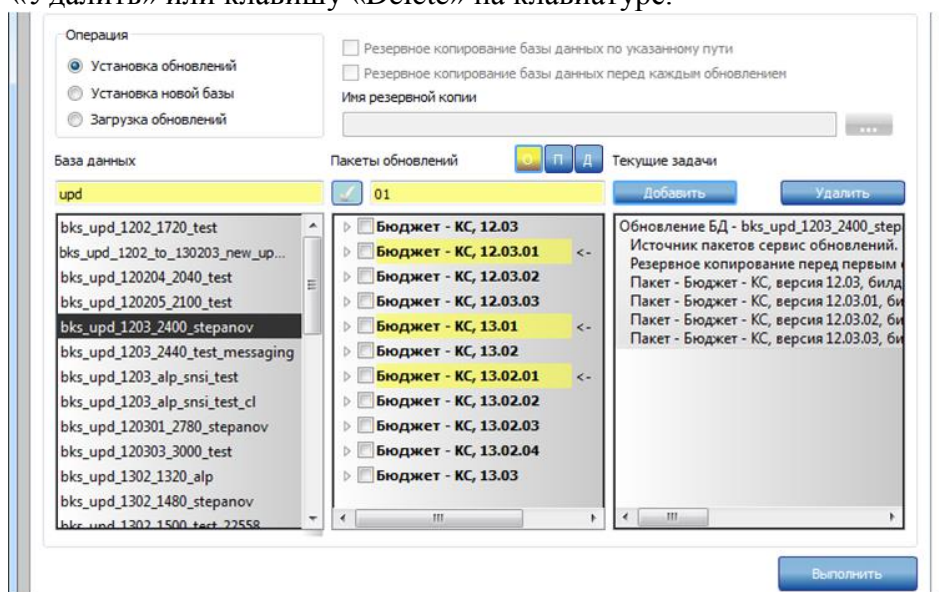 «Удалить» или клавишу «Delete» на клавиатуре.
Операция
Установка обновлений
Установка новой базы
Загрузка обновлений
Резервное копирование базы данных по указанному пути
Резервное копирование базы данных перед каждым обновлением
Имя резервной копии
...
База данных
upd
bks_upd_1202_1720_test
bks_upd_1202_to_130203_new_up...
bks_upd_120204_2040_test
bks_upd_120205_2100_test
bks_upd_1203_2400_stepanov
bks_upd_1203_2440_test_messaging
bks_upd_1203_alp_snsi_test
bks_upd_1203_alp_snsi_test_cl
bks_upd_120301_2780_stepanov
bks_upd_120303_3000_test
bks_upd_1302_1320_alp
bks_upd_1302_1480_stepanov
bks_upd_1302_1500_test_22558
Пакеты обновлений
О П Д
01
Бюджет - КС, 12.03
Бюджет - КС, 12.03.01 <-
Бюджет - КС, 12.03.02
Бюджет - КС, 12.03.03
Бюджет - КС, 13.01 <-
Бюджет - КС, 13.02
Бюджет - КС, 13.02.01 <-
Бюджет - КС, 13.02.02
Бюджет - КС, 13.02.03
Бюджет - КС, 13.02.04
Бюджет - КС, 13.03
Текущие задачи
Добавить Удалить
Обновление БД - bks_upd_1203_2400_step
Источник пакетов сервис обновлений.
Резервное копирование перед первым
Пакет - Бюджет - КС, версия 12.03, билд
Пакет - Бюджет - КС, версия 12.03.01, би
Пакет - Бюджет - КС, версия 12.03.02, би
Пакет - Бюджет - КС, версия 12.03.03, би
Выполнить